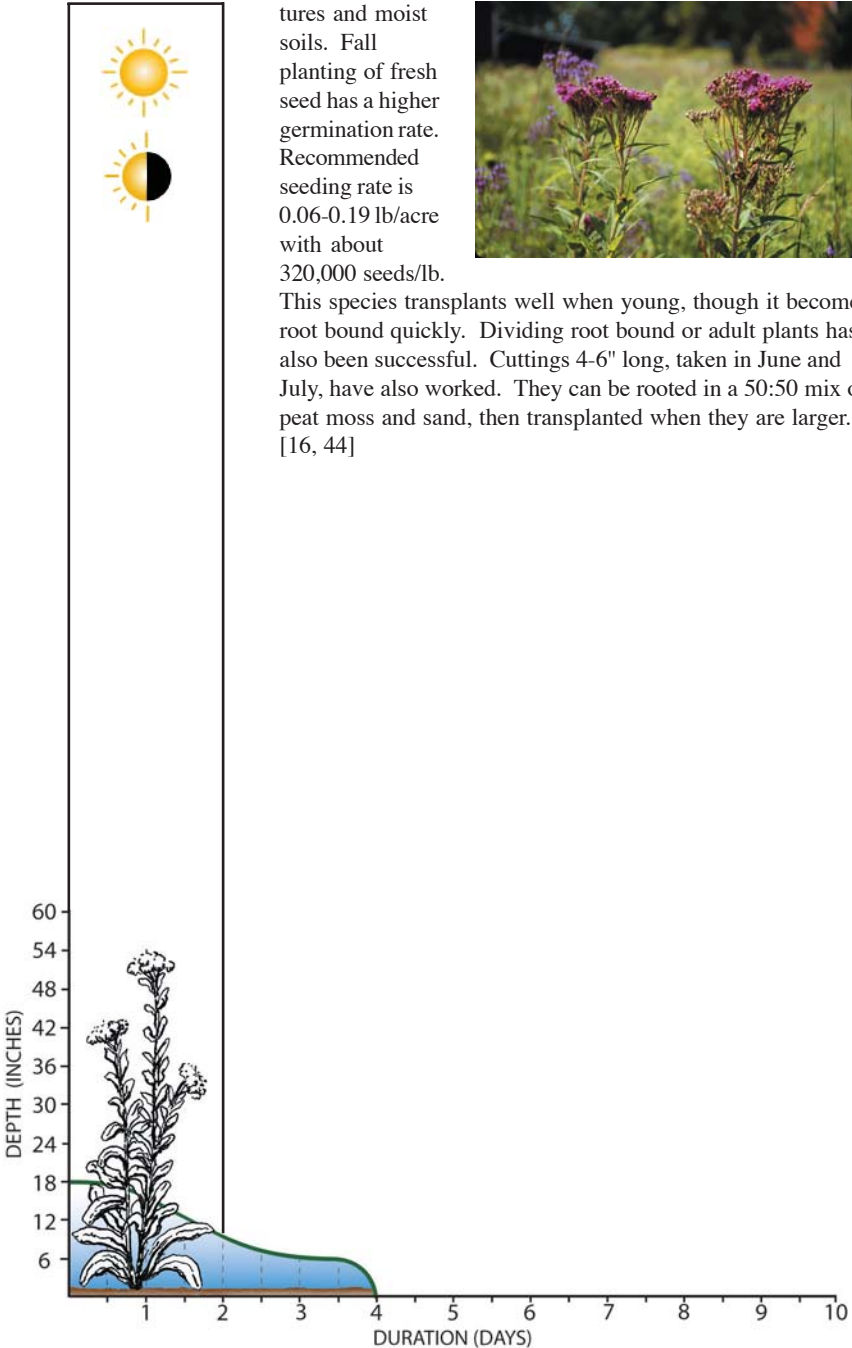 tures and moist
soils. Fall
planting of fresh
seed has a higher
germination rate.
Recommended
seeding rate is
0.06-0.19 lb/acre
with about
320,000 seeds/lb.
This species transplants well when young, though it become
root bound quickly. Dividing root bound or adult plants has
also been successful. Cuttings 4-6" long, taken in June and
July, have also worked. They can be rooted in a 50:50 mix o
peat moss and sand, then transplanted when they are larger.
[16, 44]
DEPTH (INCHES)
60
54
48
42
36
30
24
18
12
6
1 2 3 4 5 6 7 8 9 10
DURATION (DAYS)